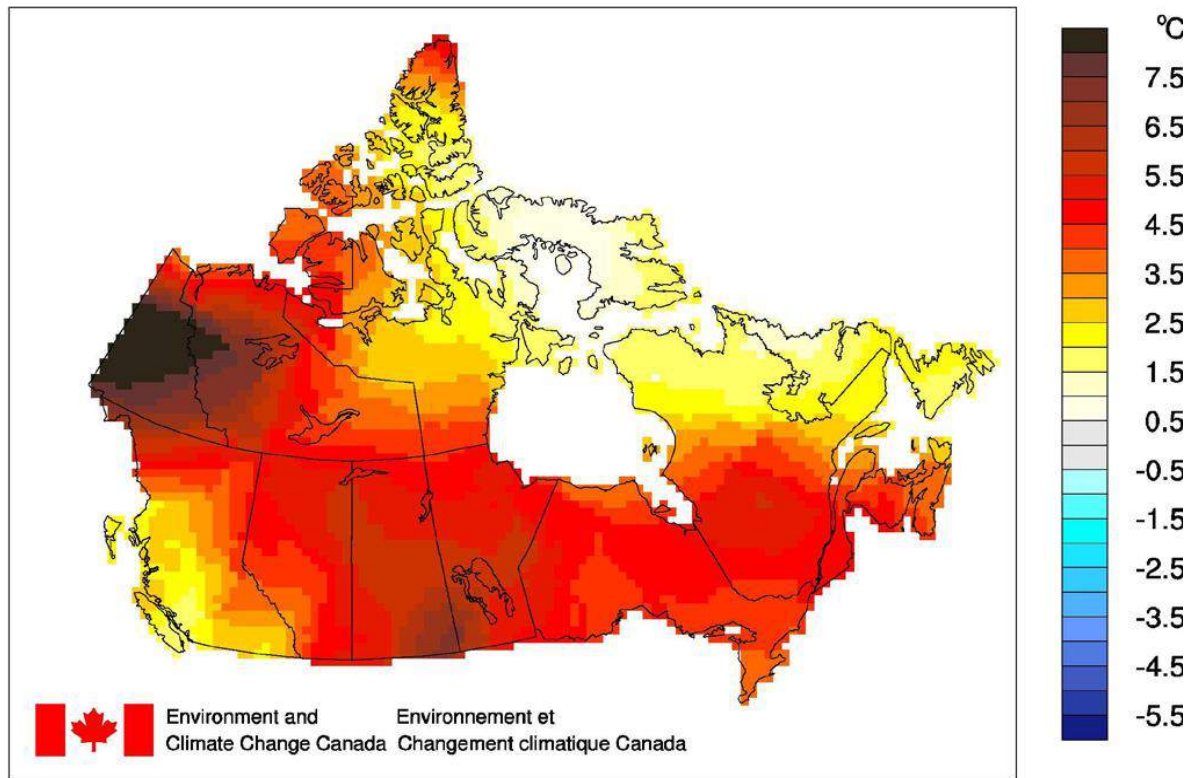 °C
7.5
6.5
5.5
4.5
3.5
2.5
1.5
0.5
-0.5
-1.5
-2.5
-3.5
-4.5
-5.5
Environment and
Climate Change Canada
Environnement et
Changement climatique Canada